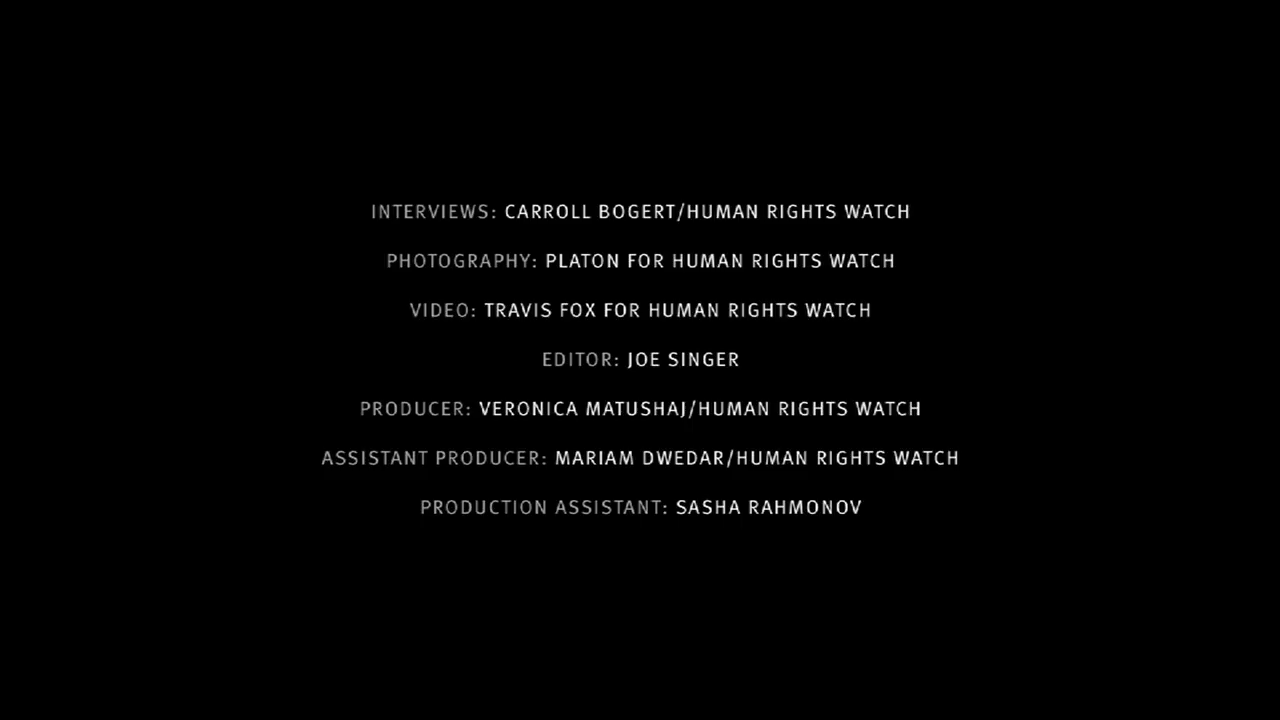 INTERVIEWS: CARROLL BOGERT/HUMAN RIGHTS WATCH
PHOTOGRAPHY: PLATON FOR HUMAN RIGHTS WATCH
VIDEO: TRAVIS FOX FOR HUMAN RIGHTS WATCH
EDITOR: JOE SINGER
PRODUCER: VERONICA MATUSHAJ/HUMAN RIGHTS WATCH
ASSISTANT PRODUCER: MARIAM DWEDAR/HUMAN RIGHTS WATCH
PRODUCTION ASSISTANT: SASHA RAHMONOV